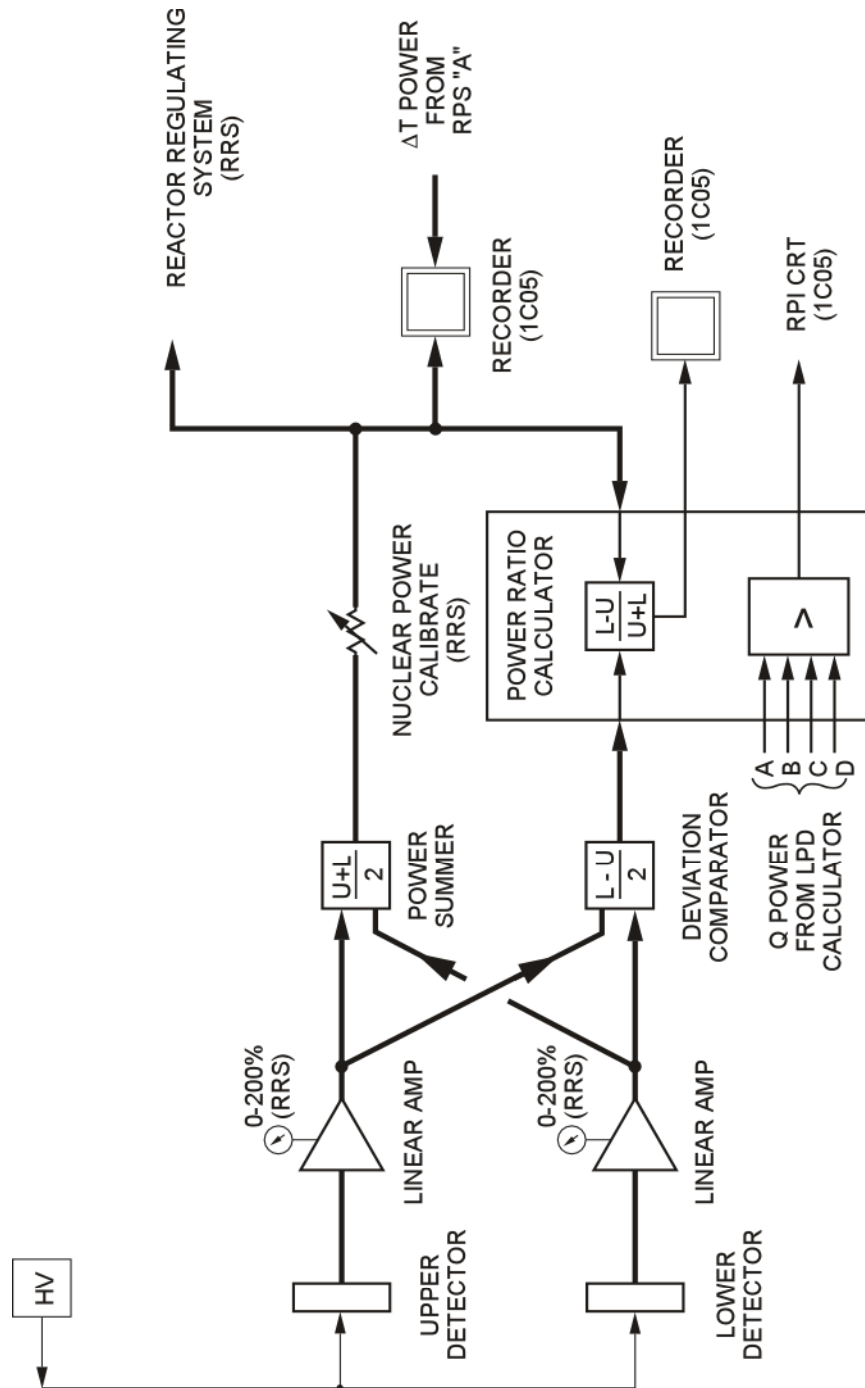 HV
UPPER
DETECTOR
LOWER
DETECTOR
0-200%
(RRS)
LINEAR AMP
0-200%
(RRS)
LINEAR AMP
U+L
2
POWER
SUMMER
L - U
2
DEVIATION
COMPARATOR
NUCLEAR POWER
CALIBRATE
(RRS)
REACTOR REGULATING
SYSTEM
(RRS)
ΔT POWER
FROM
RPS "A"
RECORDER
(1C05)
POWER RATIO
CALCULATOR
L-U
U+L
RECORDER
(1C05)
Q POWER
FROM LPD
CALCULATOR
A
B
C
D
>
RPI CRT
(1C05)